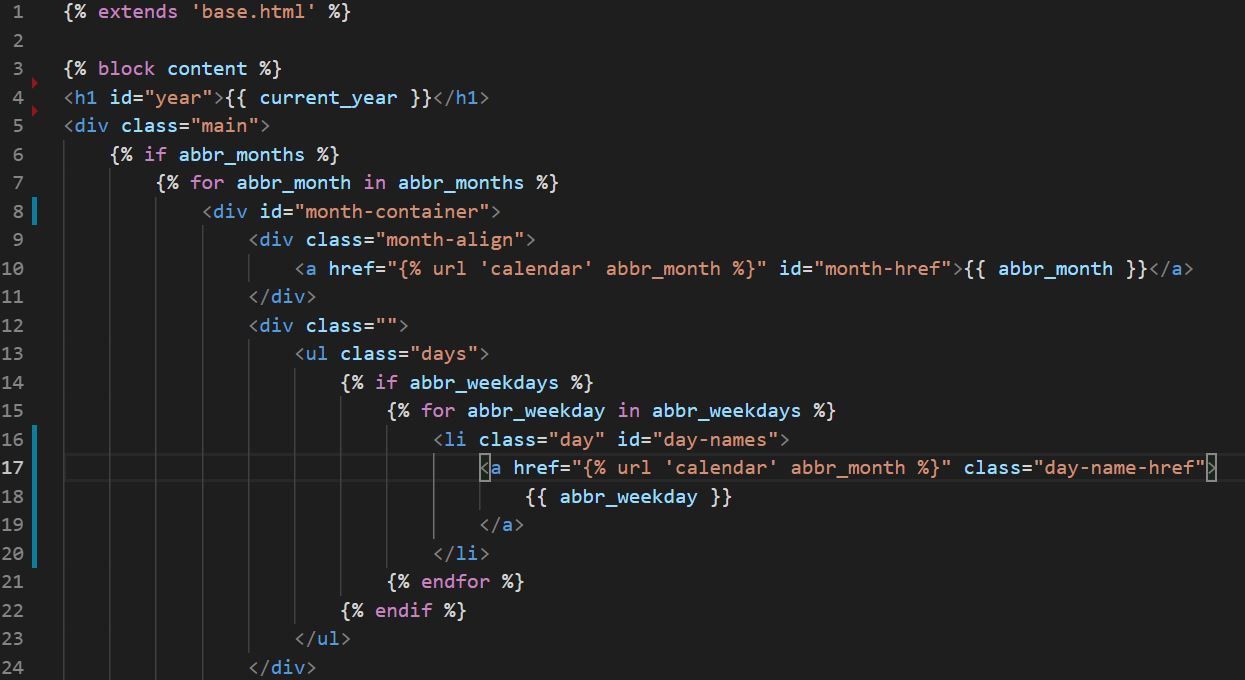 1 {% extends 'base.html' %}
2
3 {% block content %}
4 <h1 id="year">{{ current_year }}</h1>
5 <div class="main">
6     {% if abbr_months %}
7         {% for abbr_month in abbr_months %}
8             <div id="month-container">
9                 <div class="month-align">
10                     <a href="{% url 'calendar' abbr_month %}" id="month-href">{{ abbr_month }}</a>
11                 </div>
12                 <div class="">
13                     <ul class="days">
14                         {% if abbr_weekdays %}
15                             {% for abbr_weekday in abbr_weekdays %}
16                                 <li class="day" id="day-names">
17                                     <a href="{% url 'calendar' abbr_month %}" class="day-name-href">
18                                         {{ abbr_weekday }}
19                                     </a>
20                                 </li>
21                             {% endfor %}
22                         {% endif %}
23                     </ul>
24                 </div>